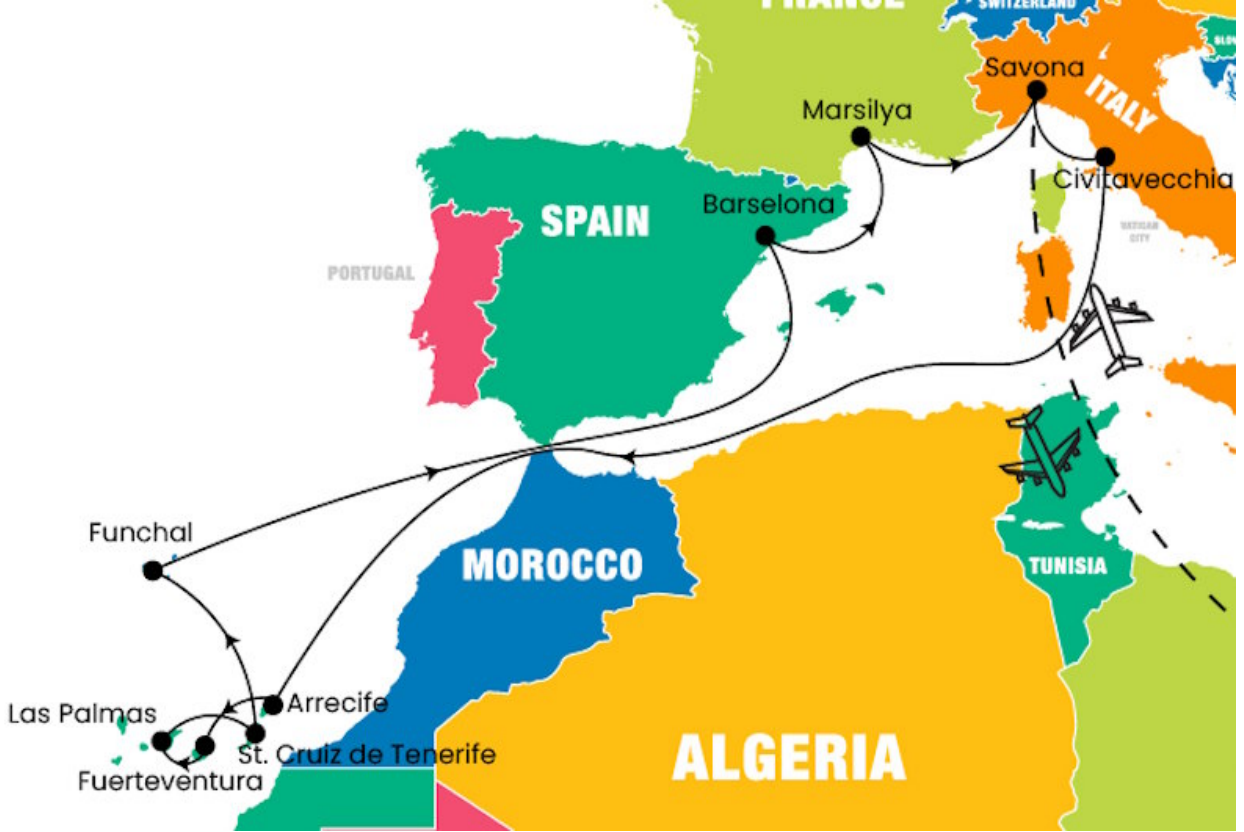 FRANCE
SWITZERLAND
SLOV
Savona
ITALY
Marsilya
Civitavecchia
Barselona
SPAIN
VATICAN
CITY
PORTUGAL
Funchal
MOROCCO
TUNISIA
Arrecife
Las Palmas
St. Cruiz de Tenerife
ALGERIA
Fuerteventura